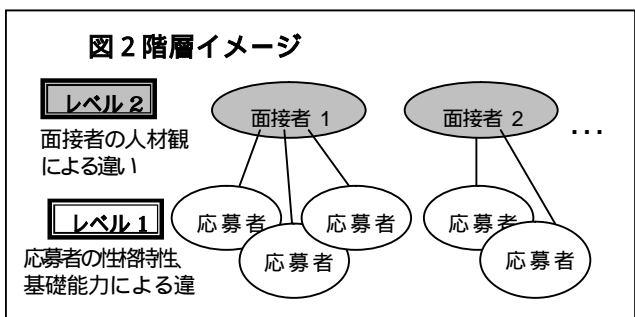 図2階層イメージ
レベル2
面接者の人材観
による違い
面接者 1
面接者 2
...
レベル1
応募者の性格特性、
基礎能力による違
応募者
応募者
応募者
応募者
応募者